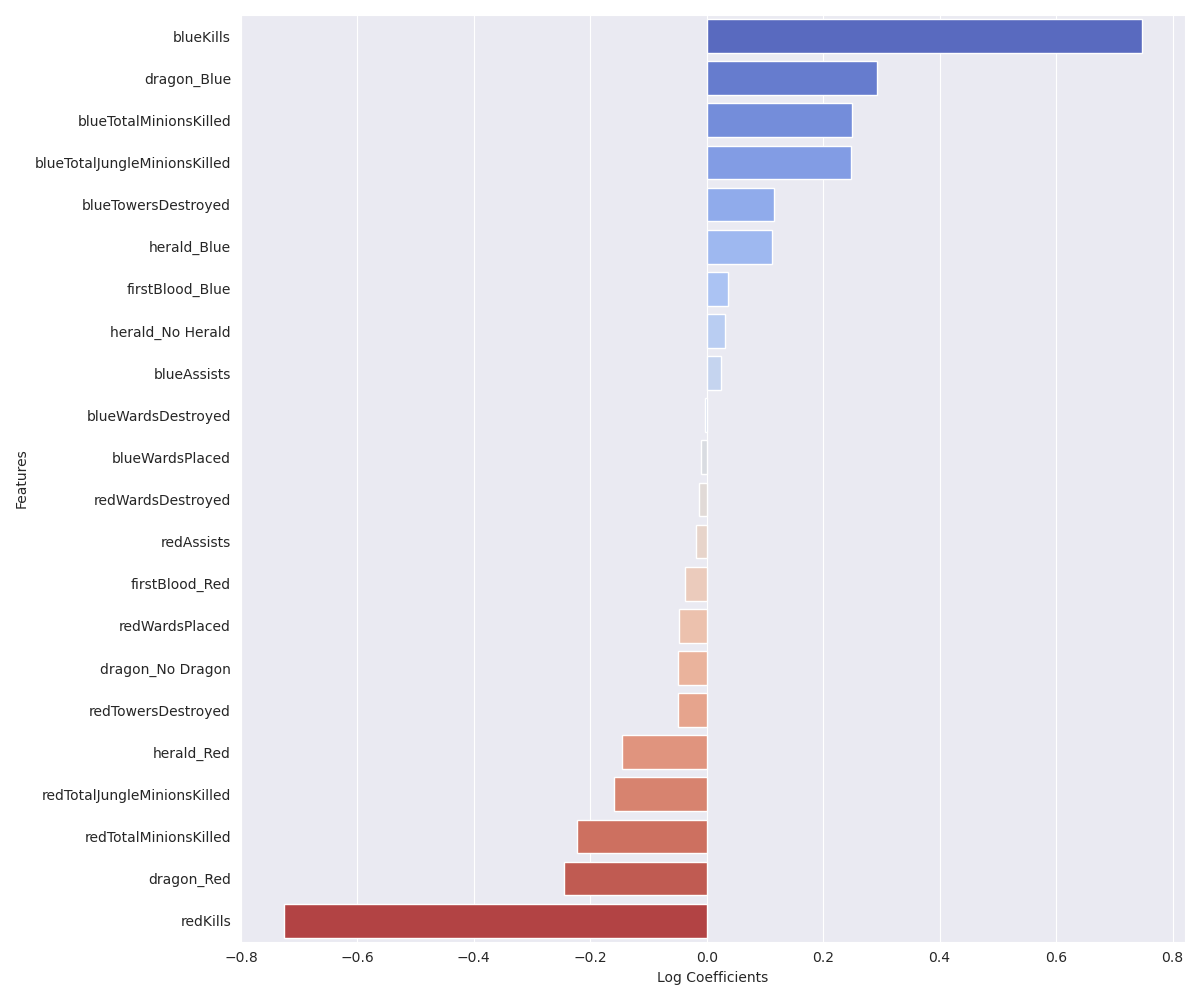 blueKills
dragon_Blue
blueTotalMinionsKilled
blueTotalJungleMinionsKilled
blueTowersDestroyed
herald_Blue
firstBlood_Blue
herald_No Herald
blueAssists
blueWardsDestroyed
blueWardsPlaced
redWardsDestroyed
redAssists
firstBlood_Red
redWardsPlaced
dragon_No Dragon
redTowersDestroyed
herald_Red
redTotalJungleMinionsKilled
redTotalMinionsKilled
dragon_Red
redKills
Features
−0.8 −0.6 −0.4 −0.2 0.0 0.2 0.4 0.6 0.8
Log Coefficients